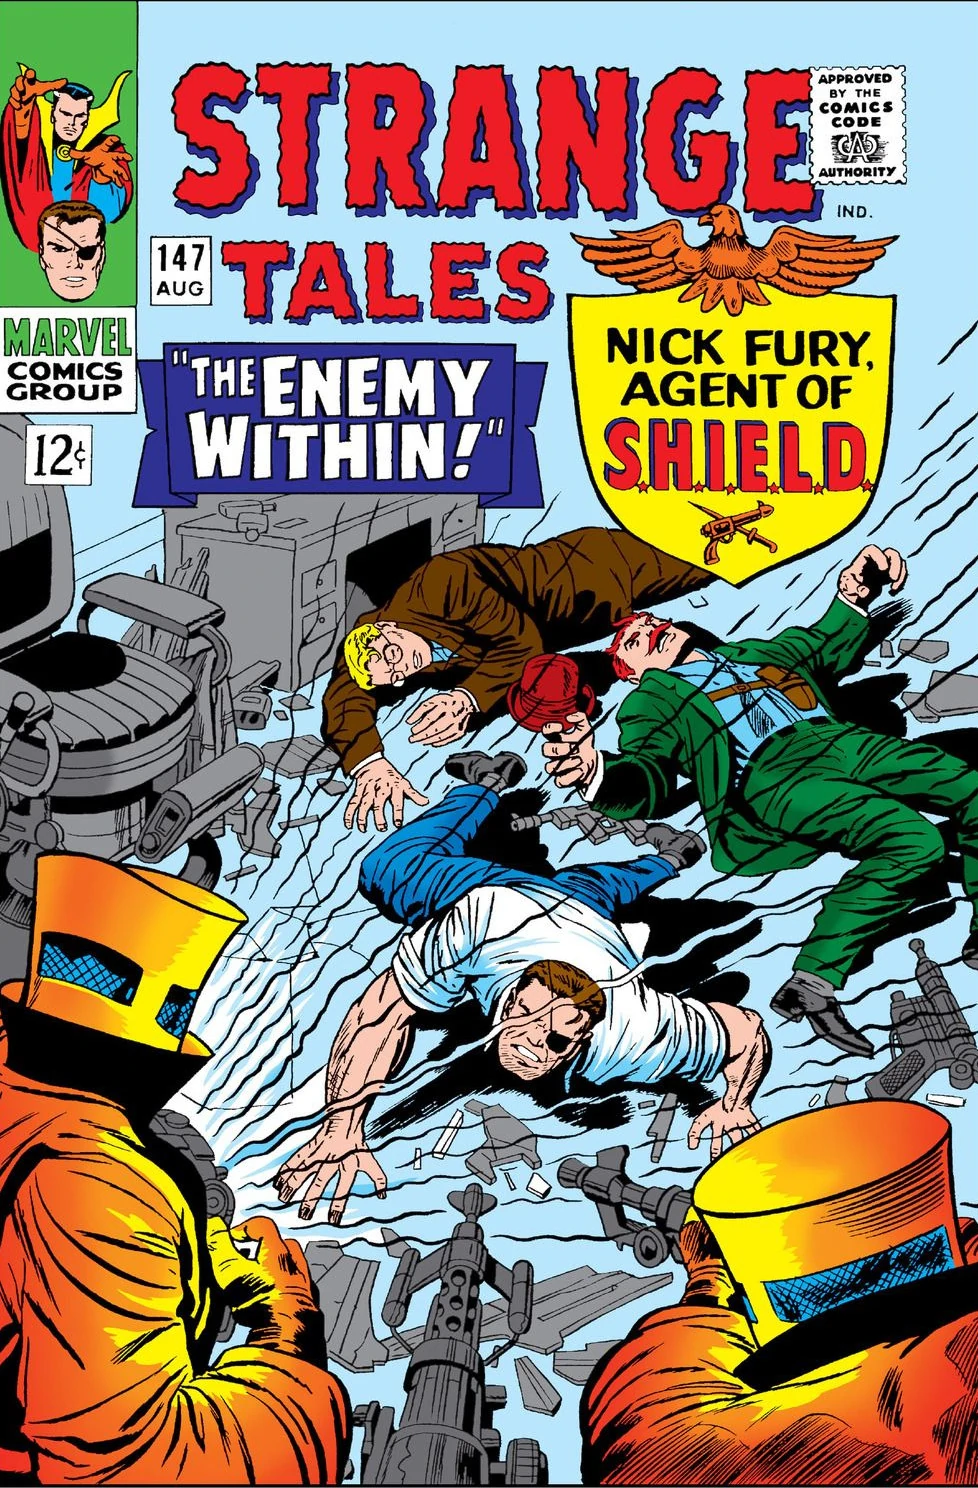 STRANGE
TALES
APPROVED
BY THE
COMICS
CODE
CA
AUTHORITY
IND.
147
AUG
MARVEL
COMICS
GROUP
12¢
"THE ENEMY
WITHIN!"
NICK FURY,
AGENT OF
S.H.I.E.L.D.